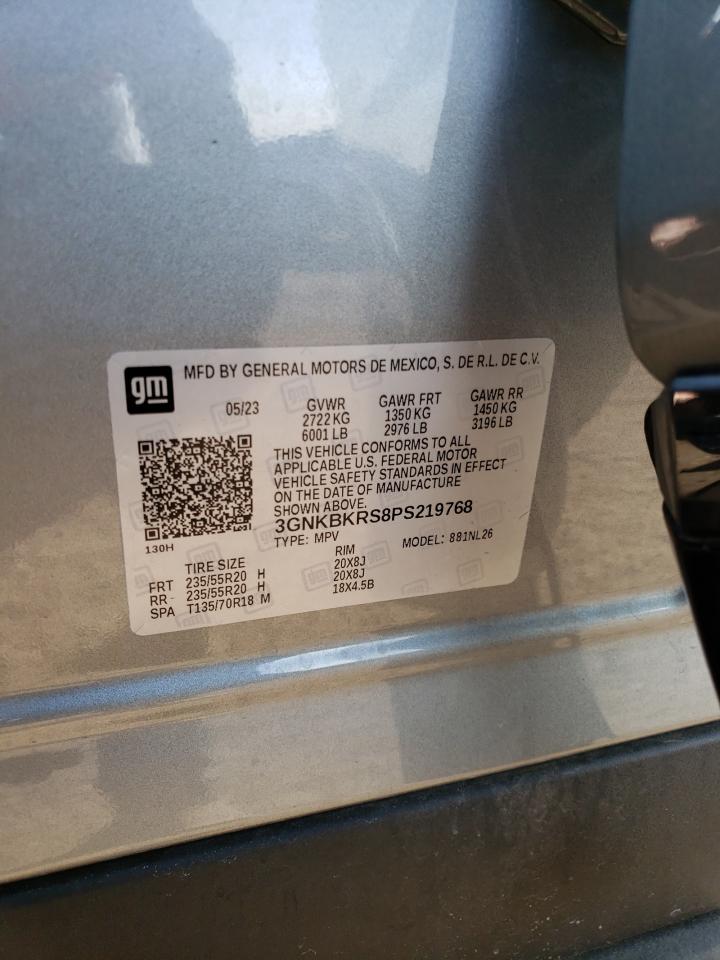 gm
MFD BY GENERAL MOTORS DE MEXICO, S. DE R.L. DE C.V.
05/23 GVWR GAWR FRT GAWR RR
2722 KG 1350 KG 1450 KG
6001 LB 2976 LB 3196 LB
THIS VEHICLE CONFORMS TO ALL
APPLICABLE U.S. FEDERAL MOTOR
VEHICLE SAFETY STANDARDS IN EFFECT
ON THE DATE OF MANUFACTURE
SHOWN ABOVE.
3GNKBKRS8PS219768
TYPE: MPV MODEL: 881NL26
130H
TIRE SIZE RIM
FRT 235/55R20 H 20X8J
RR 235/55R20 H 20X8J
SPA T135/70R18 M 18X4.5B